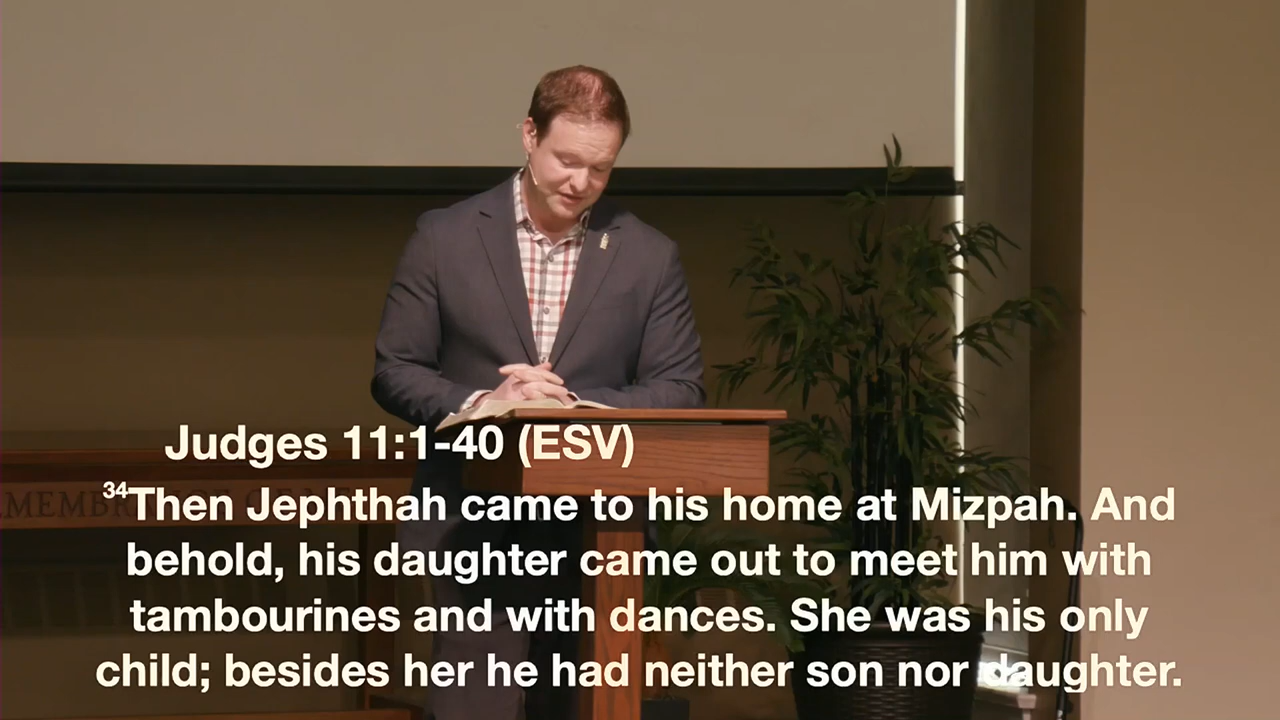 Judges 11:1-40 (ESV)
34Then Jephthah came to his home at Mizpah. And
behold, his daughter came out to meet him with
tambourines and with dances. She was his only
child; besides her he had neither son nor daughter.